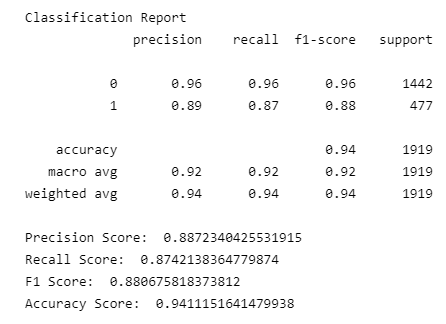 Classification Report
precision recall f1-score support
0 0.96 0.96 0.96 1442
1 0.89 0.87 0.88 477
accuracy 0.94 1919
macro avg 0.92 0.92 0.92 1919
weighted avg 0.94 0.94 0.94 1919
Precision Score: 0.8872340425531915
Recall Score: 0.8742138364779874
F1 Score: 0.880675818373812
Accuracy Score: 0.9411151641479938